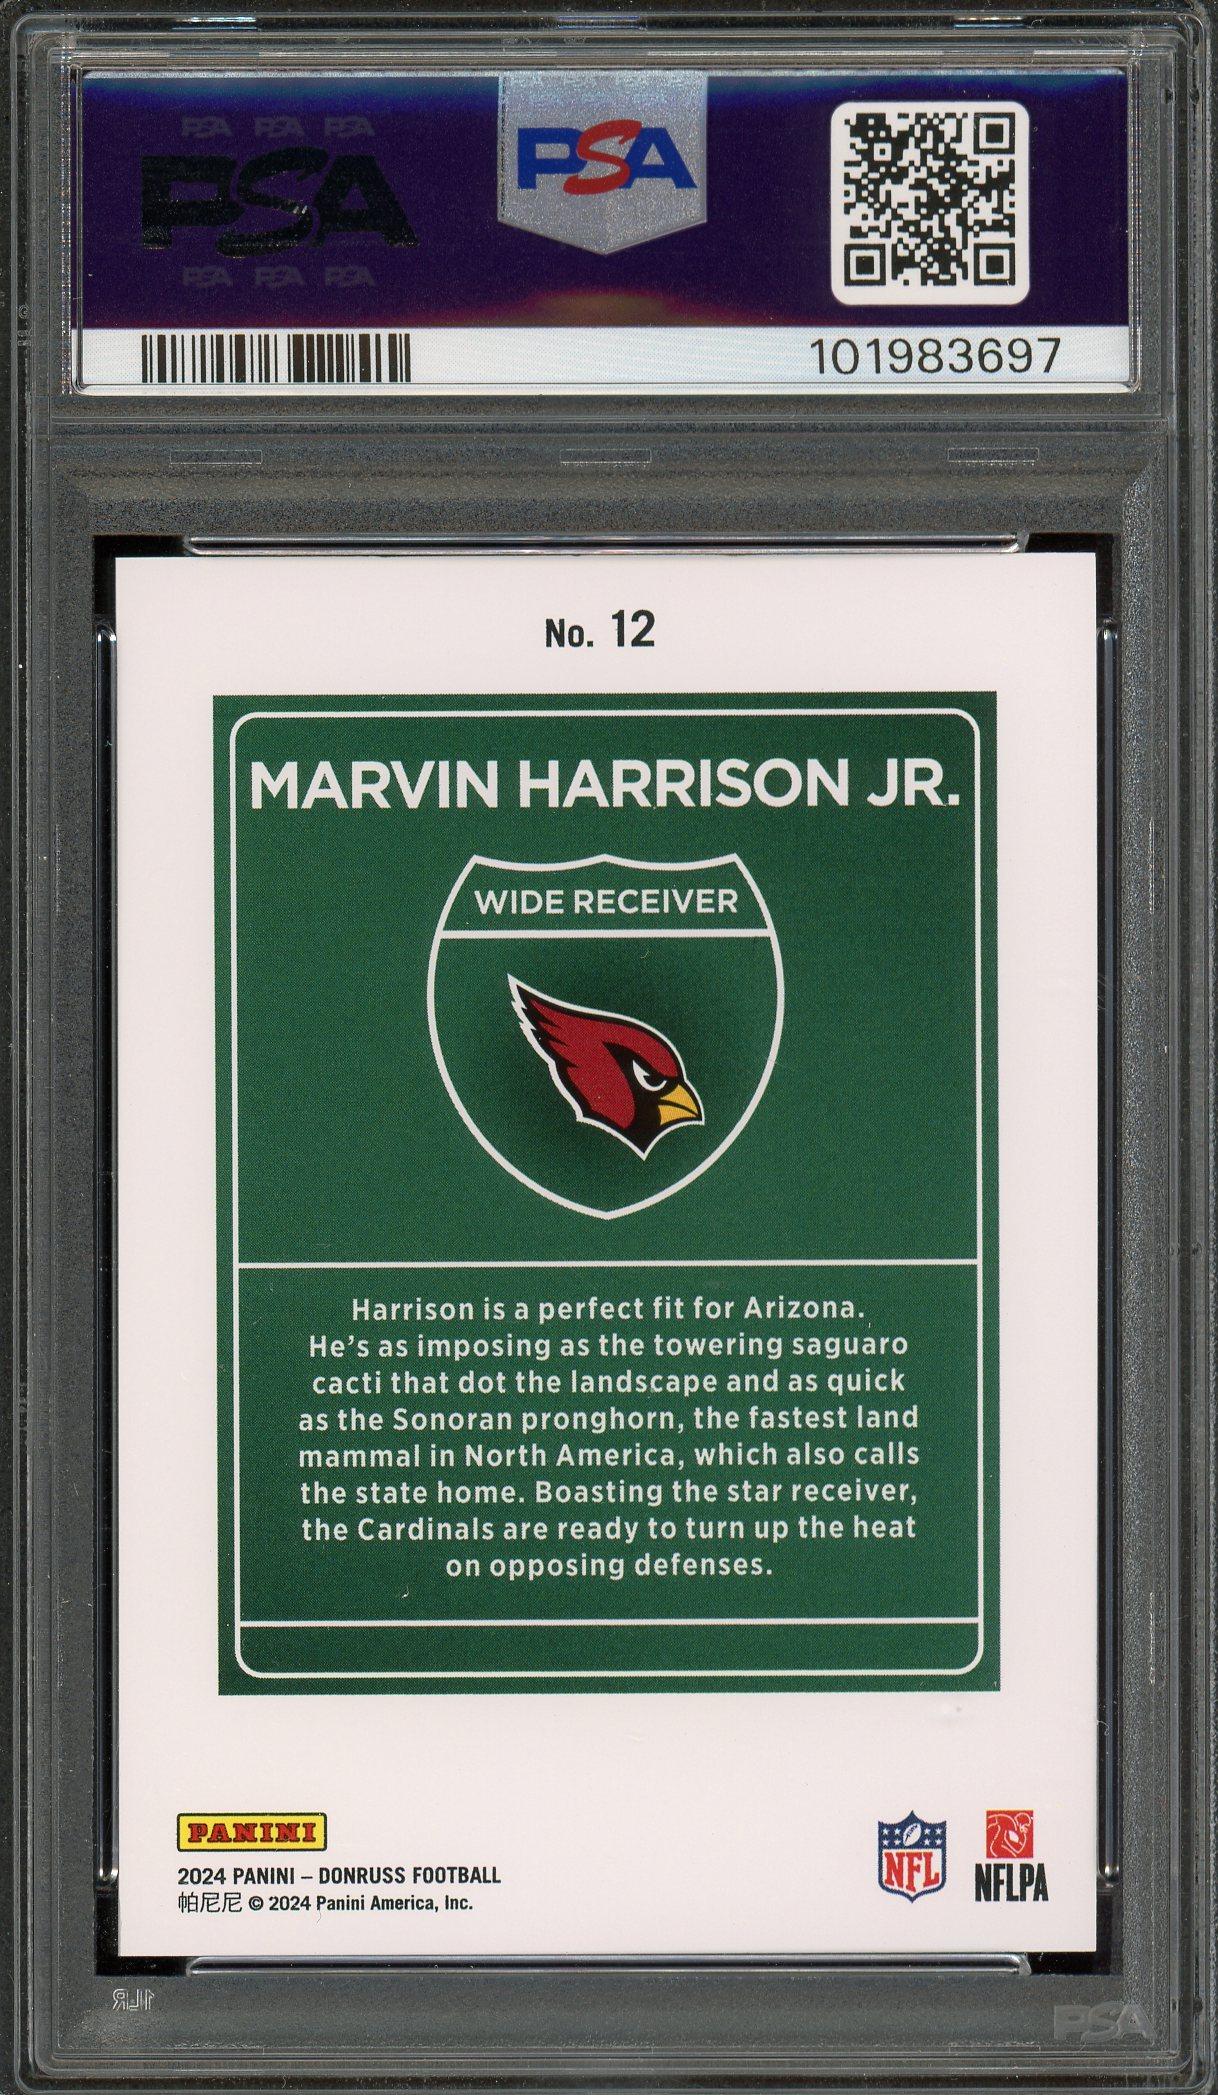 PSA PSA PSA
PSA
PSA PSA PSA
PSA
101983697
No. 12
MARVIN HARRISON JR.
WIDE RECEIVER
Harrison is a perfect fit for Arizona.
He's as imposing as the towering saguaro
cacti that dot the landscape and as quick
as the Sonoran pronghorn, the fastest land
mammal in North America, which also calls
the state home. Boasting the star receiver,
the Cardinals are ready to turn up the heat
on opposing defenses.
PANINI
2024 PANINI – DONRUSS FOOTBALL
帕尼尼 © 2024 Panini America, Inc.
NFL
NFLPA
PSA